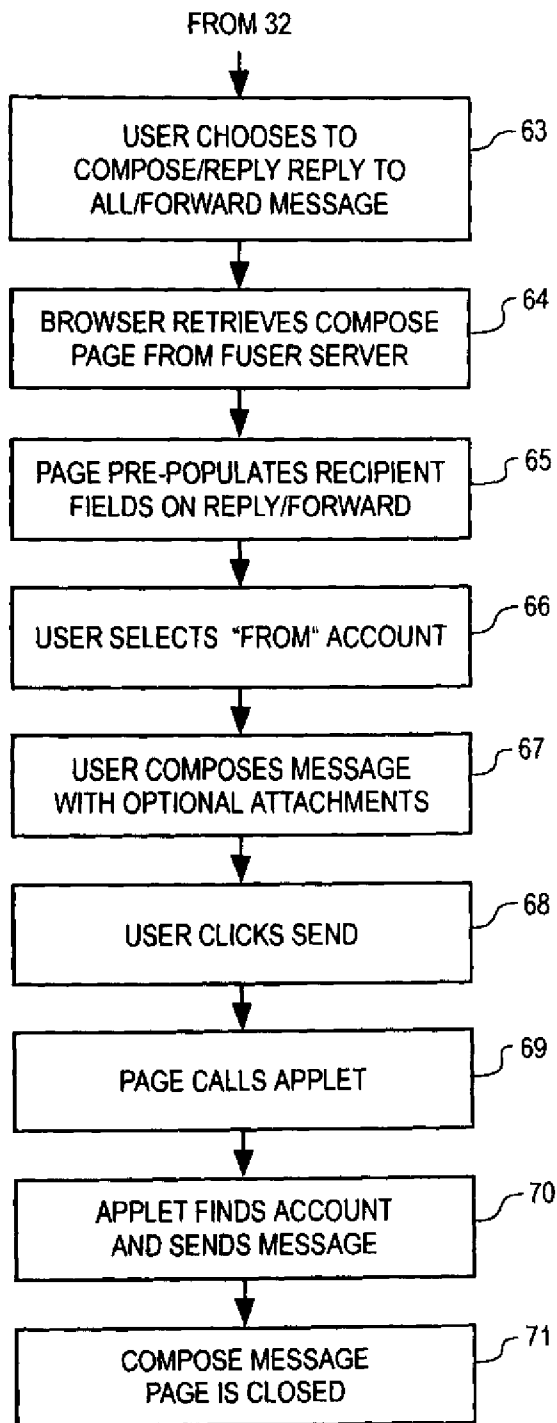 FROM 32
USER CHOOSES TO
COMPOSE/REPLY REPLY TO
ALL/FORWARD MESSAGE
63
BROWSER RETRIEVES COMPOSE
PAGE FROM FUSER SERVER
64
PAGE PRE-POPULATES RECIPIENT
FIELDS ON REPLY/FORWARD
65
USER SELECTS "FROM" ACCOUNT
66
USER COMPOSES MESSAGE
WITH OPTIONAL ATTACHMENTS
67
USER CLICKS SEND
68
PAGE CALLS APPLET
69
APPLET FINDS ACCOUNT
AND SENDS MESSAGE
70
COMPOSE MESSAGE
PAGE IS CLOSED
71